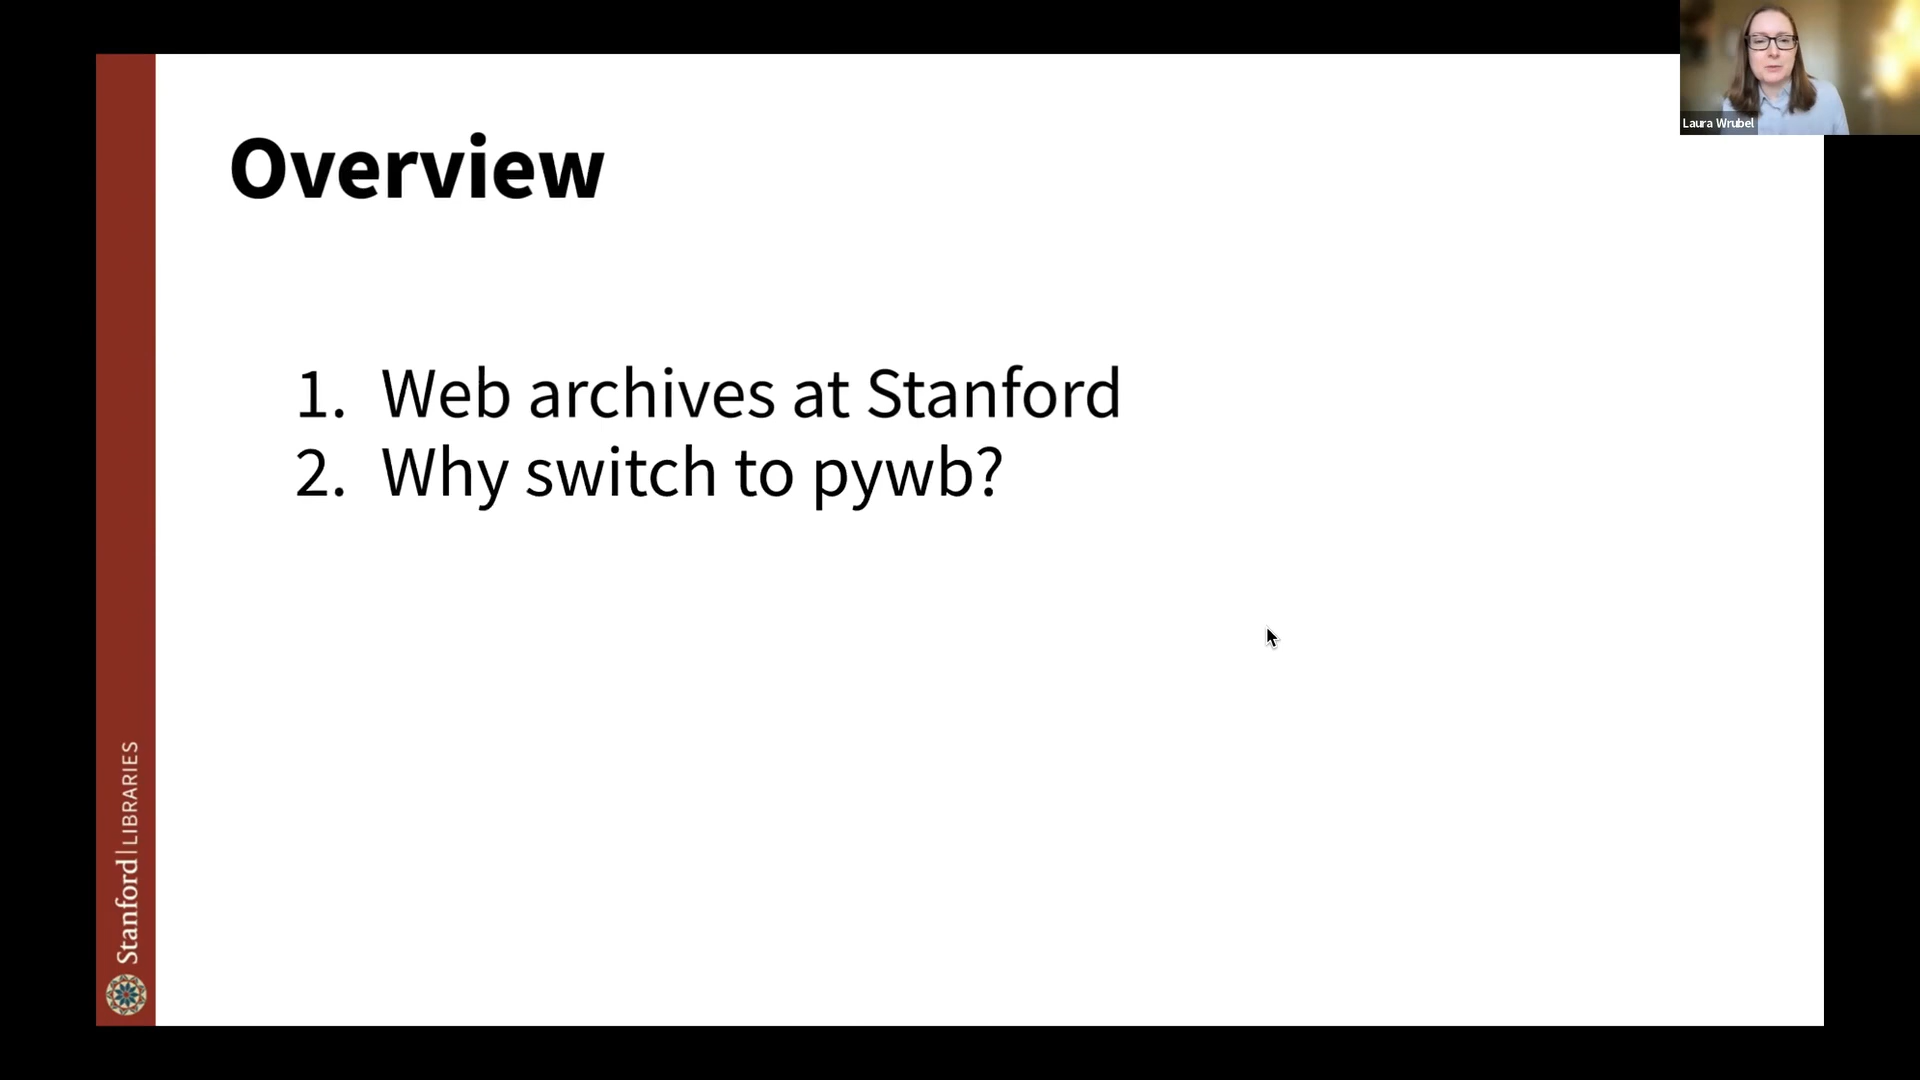 Overview
1. Web archives at Stanford
2. Why switch to pywb?
Laura Wrubel
Stanford | LIBRARIES